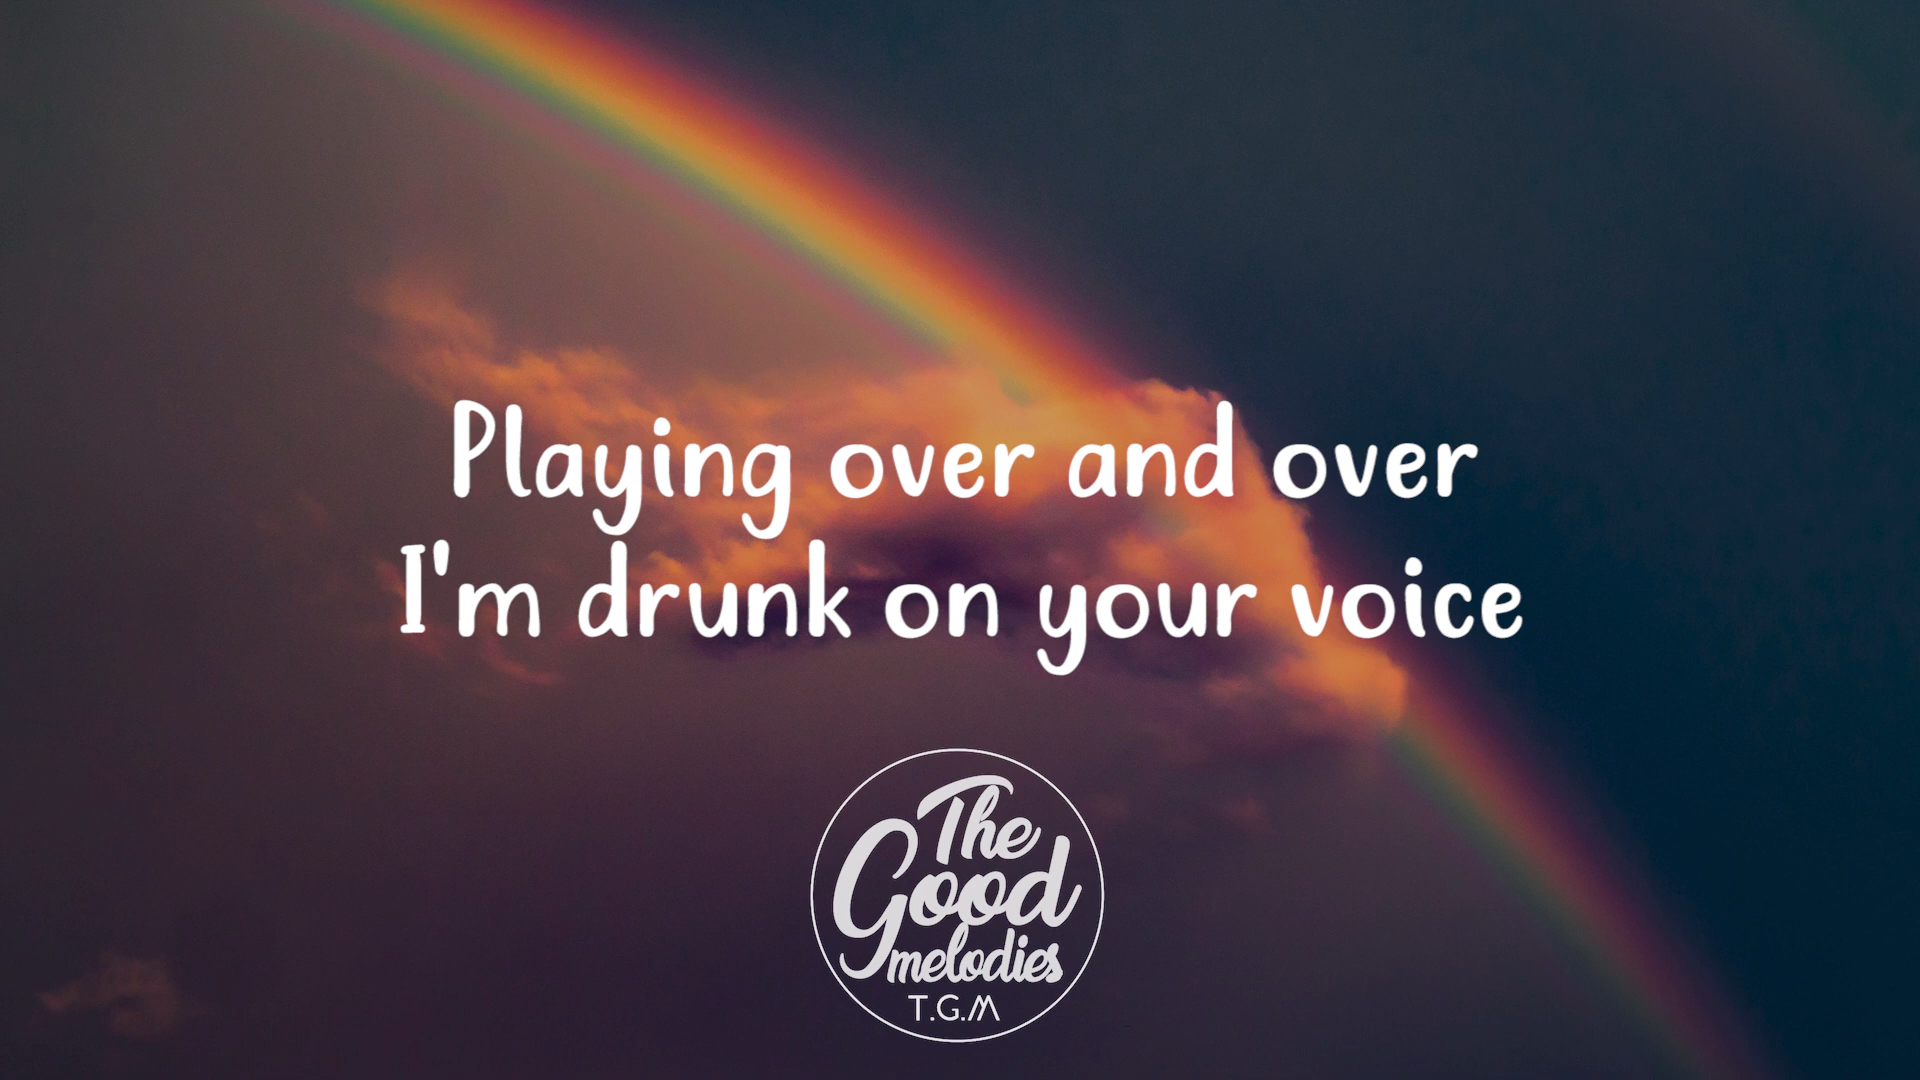 Playing over and over
I'm drunk on your voice
The
Good
melodies
T.G.M